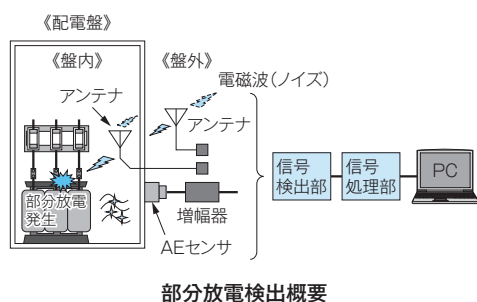 《配電盤》
《盤内》
《盤外》
電磁波(ノイズ)
アンテナ
アンテナ
部分放電
発生
増幅器
AEセンサ
信号
検出部
信号
処理部
PC
部分放電検出概要